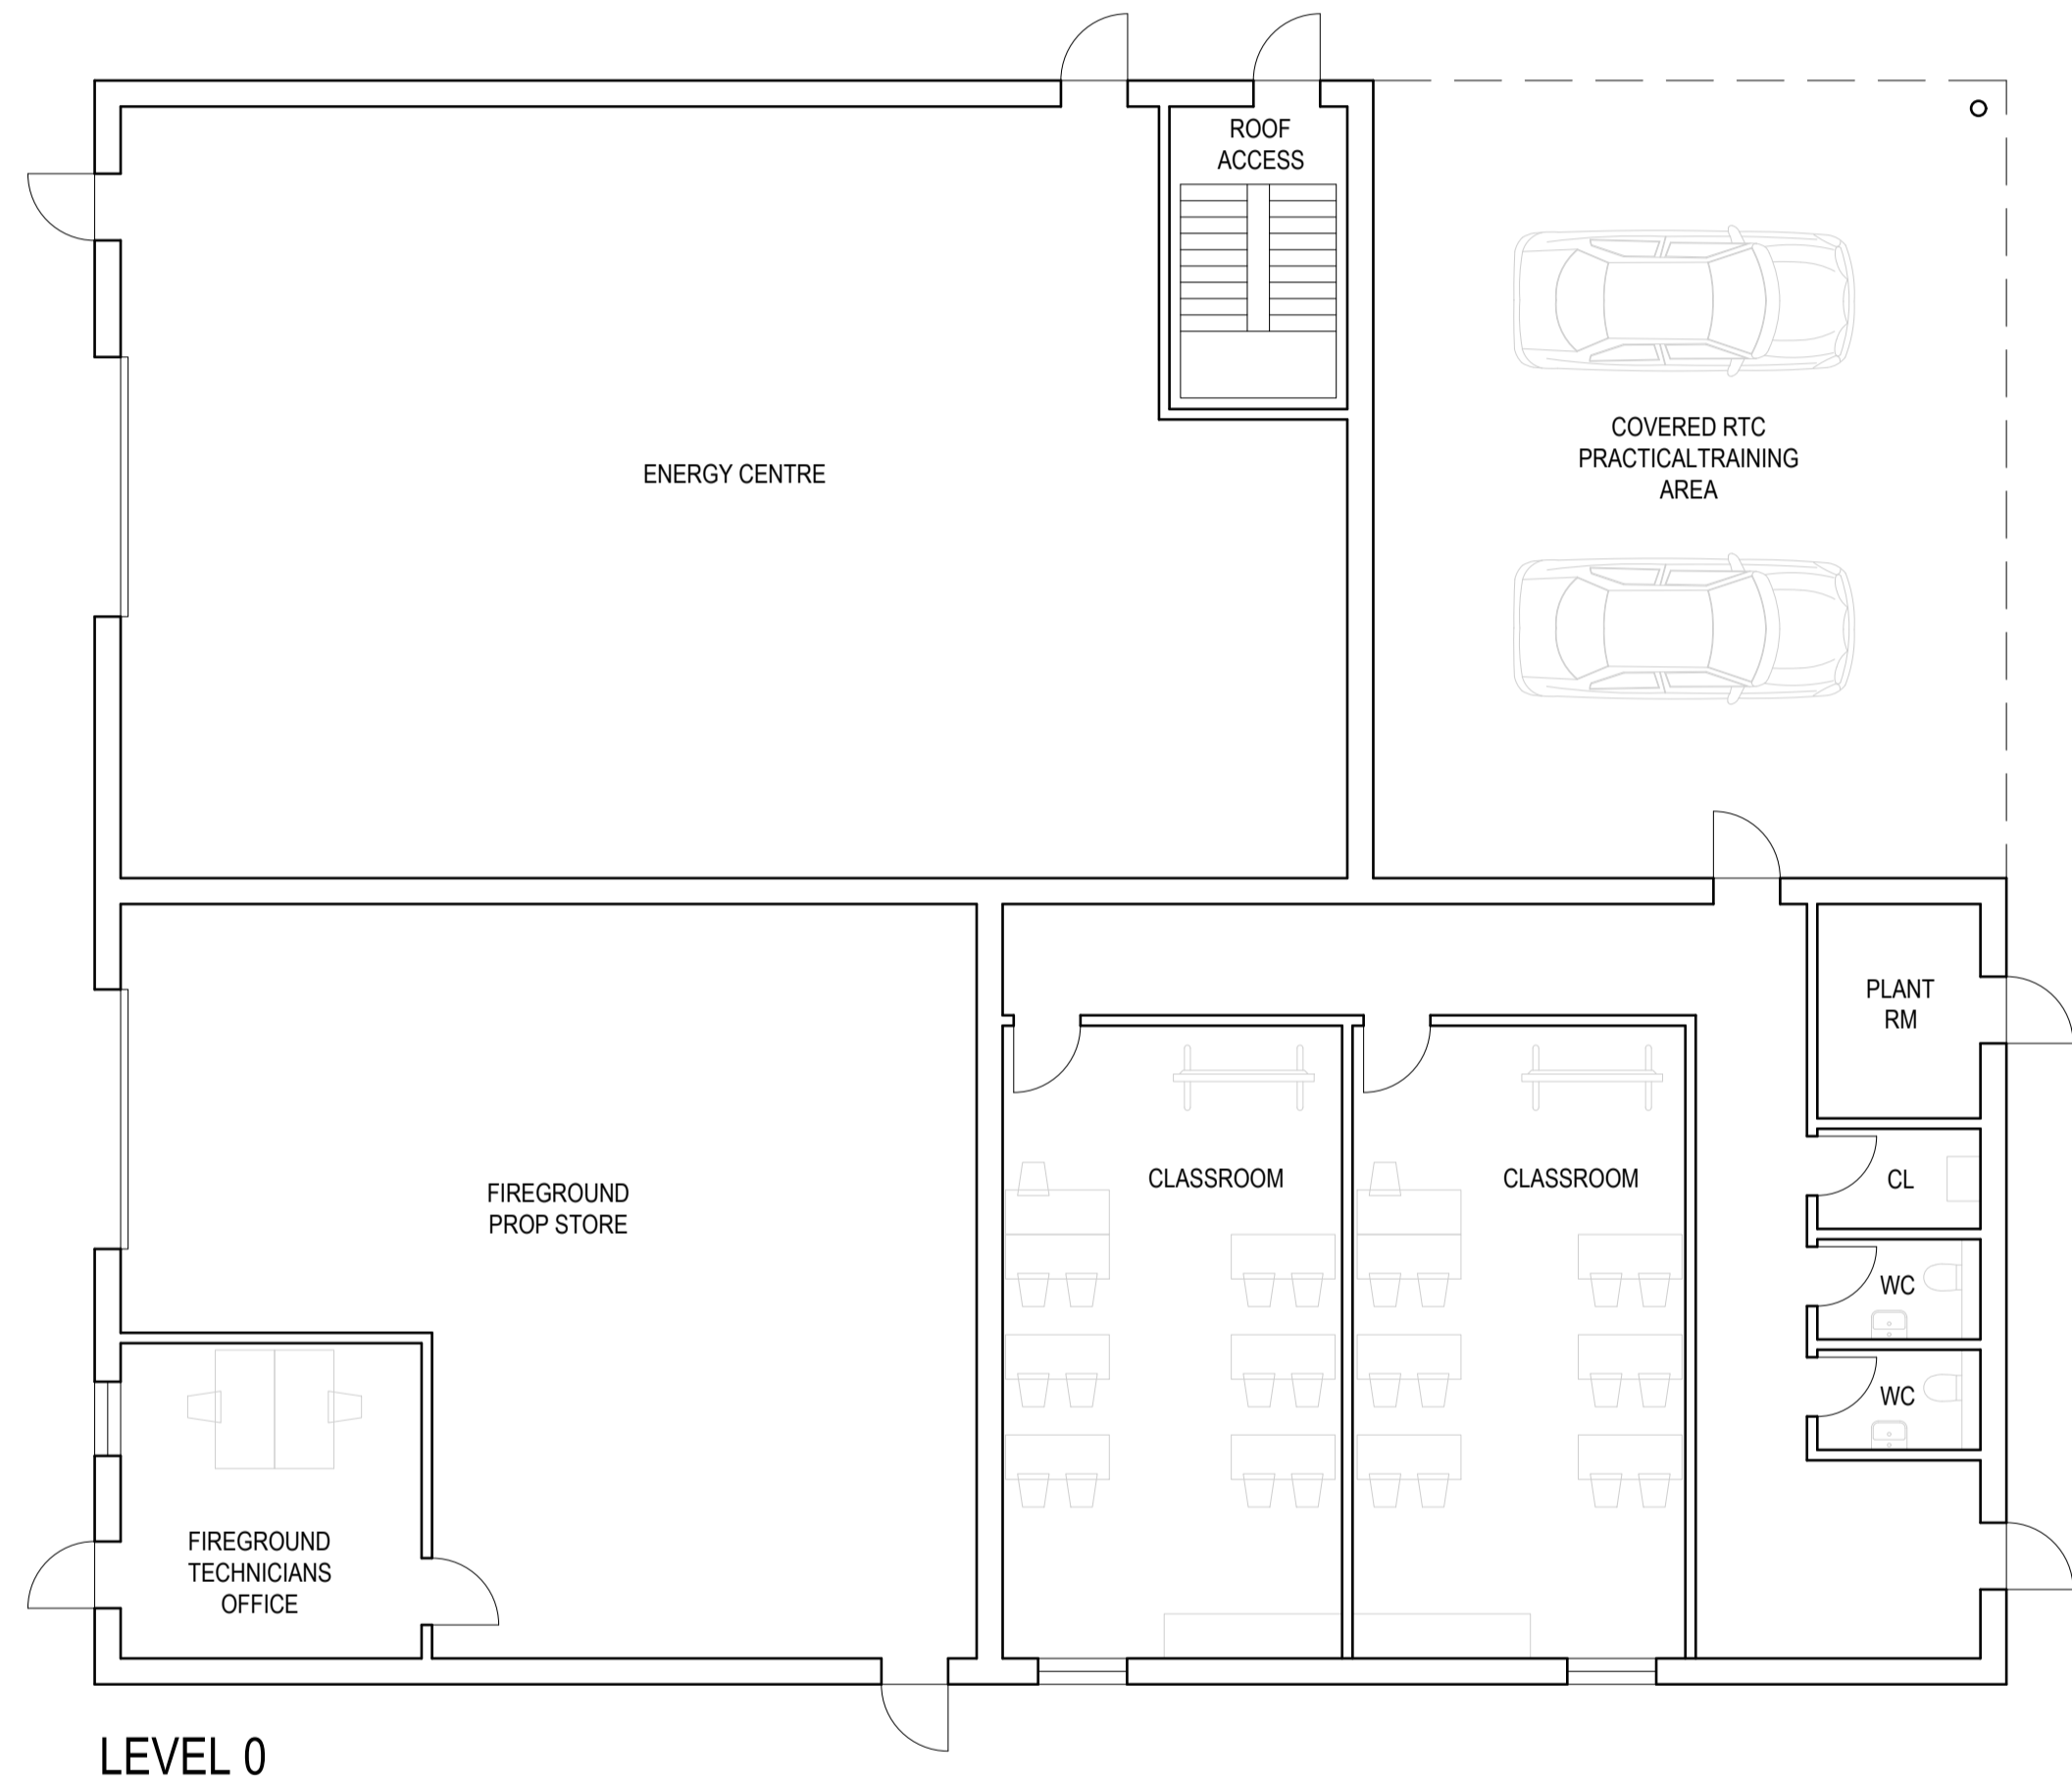 ROOF
ACCESS
ENERGY CENTRE
COVERED RTC
PRACTICALTRAINING
AREA
PLANT
RM
CLASSROOM
CLASSROOM
CL
FIREGROUND
PROP STORE
WC
WC
FIREGROUND
TECHNICIANS
OFFICE
LEVEL 0